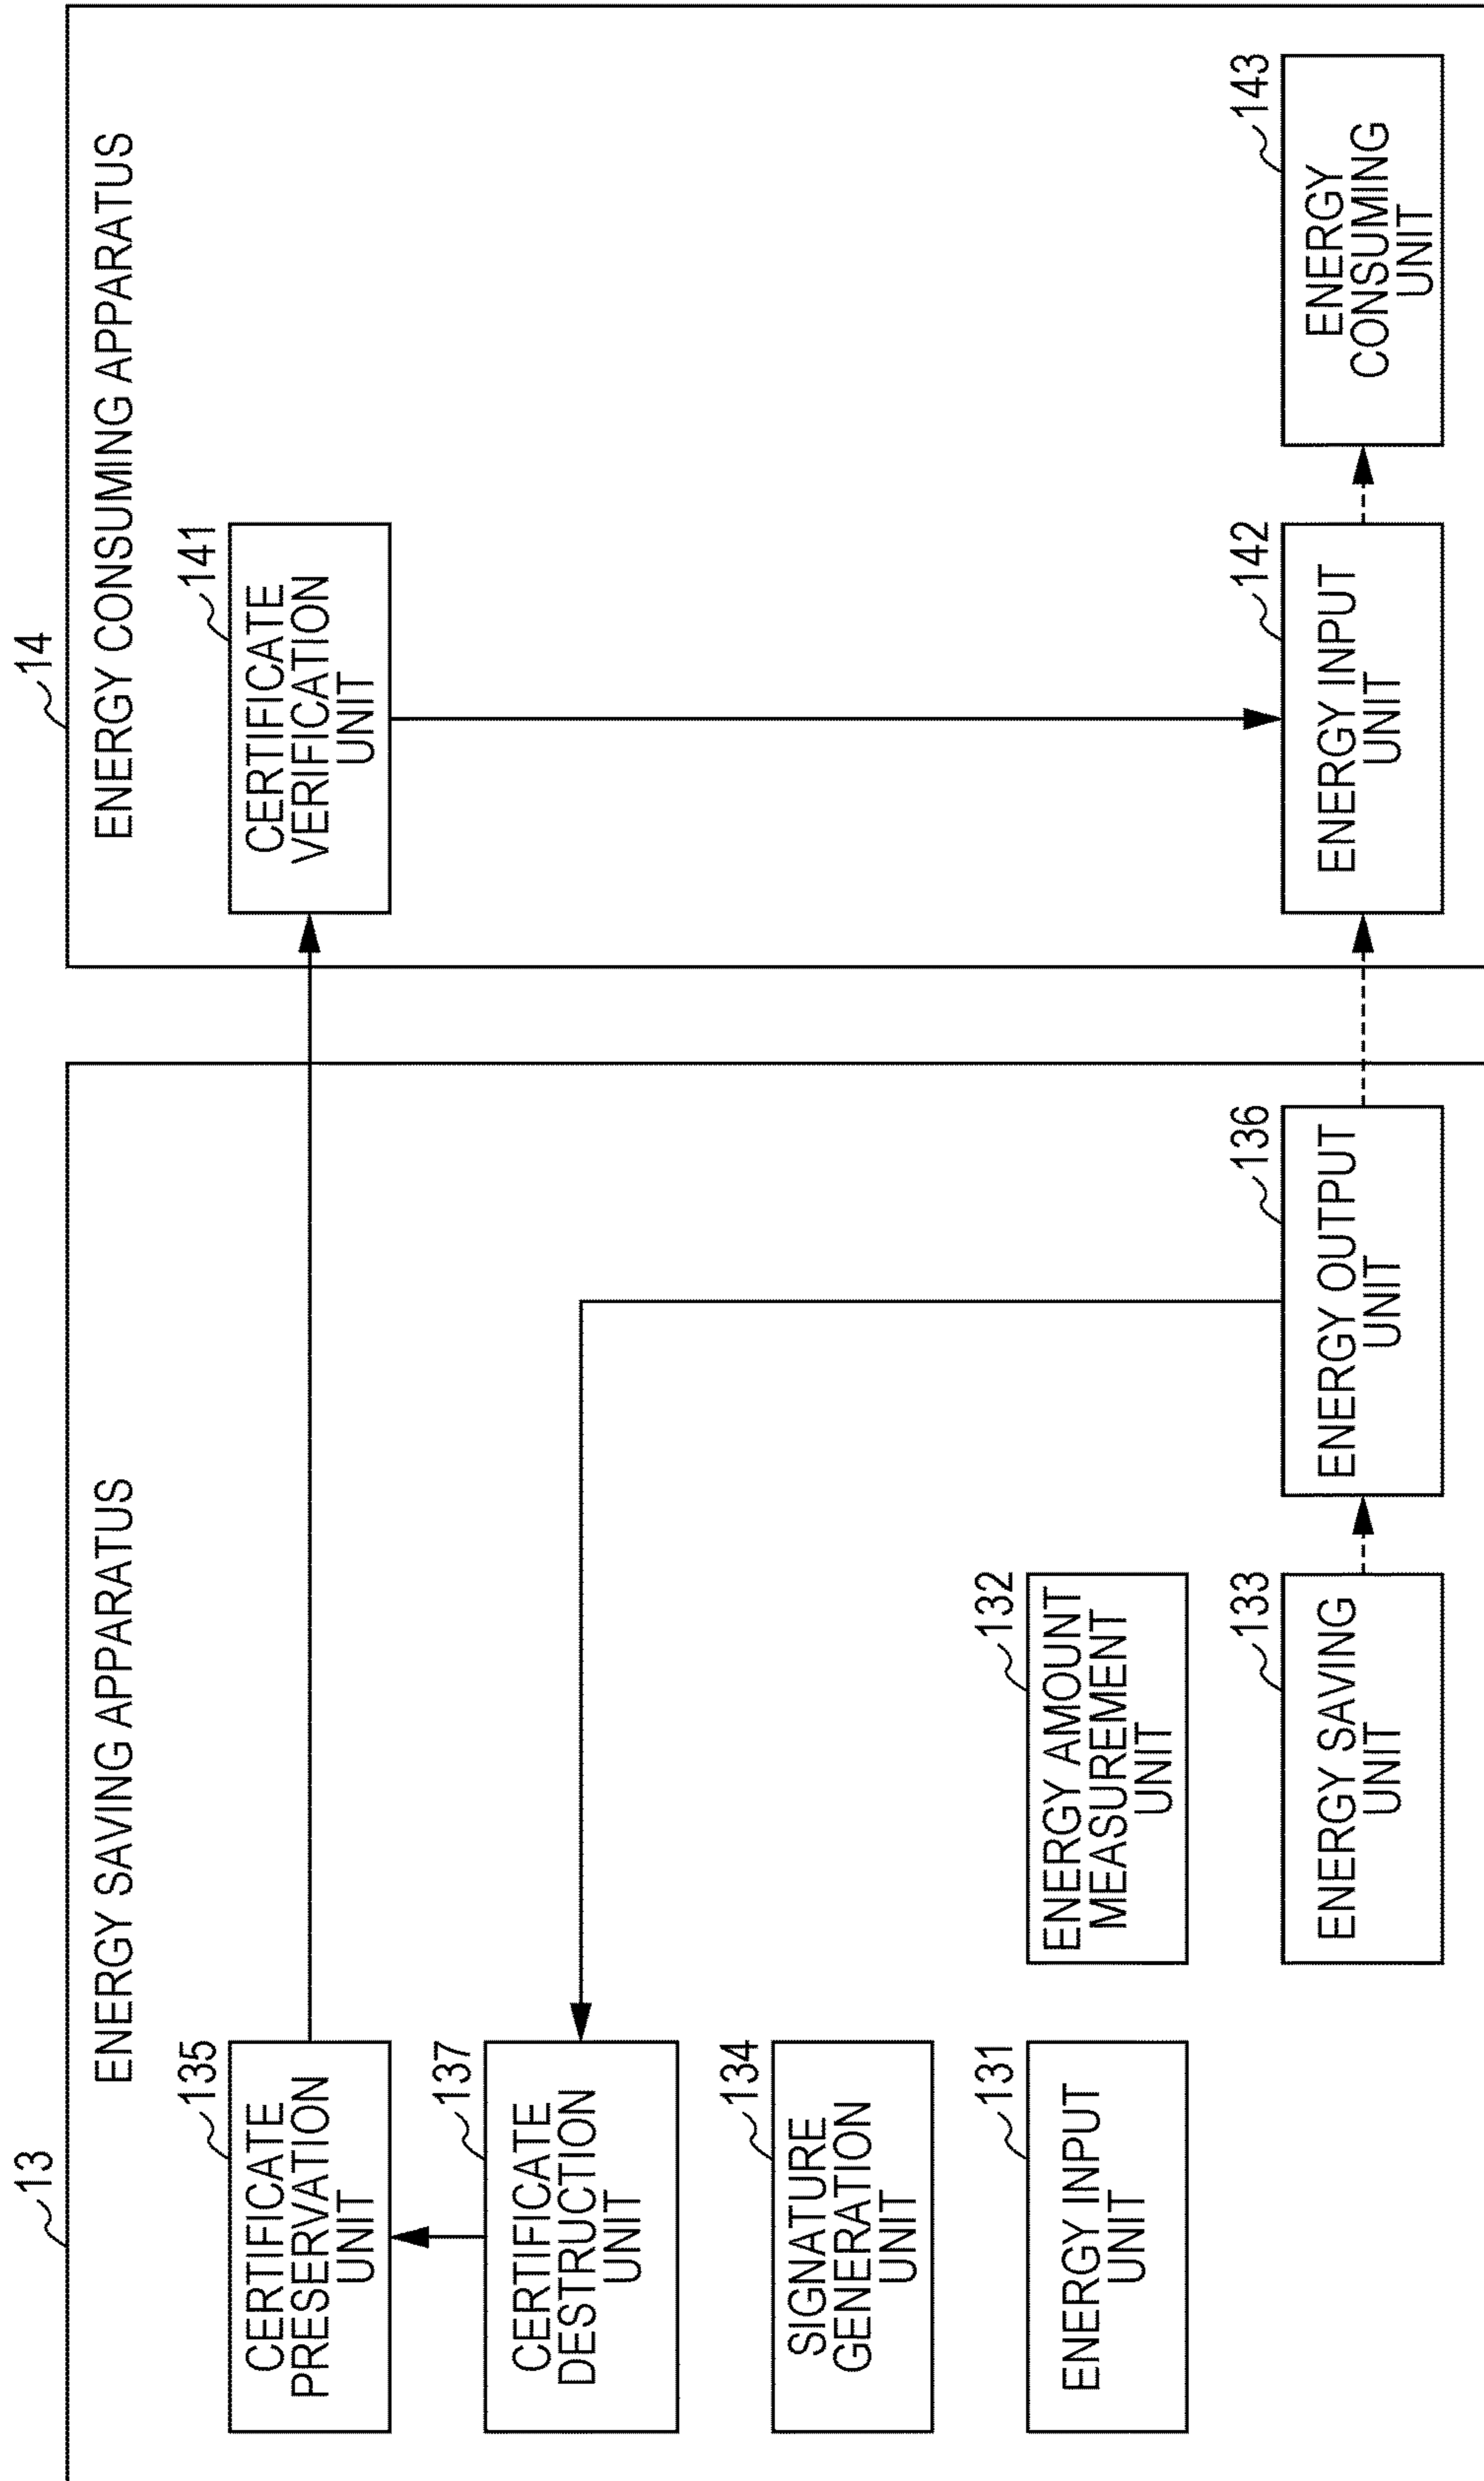 13
ENERGY SAVING APPARATUS
135
CERTIFICATE
PRESERVATION
UNIT
137
CERTIFICATE
DESTRUCTION
UNIT
134
SIGNATURE
GENERATION
UNIT
131
ENERGY INPUT
UNIT
132
ENERGY AMOUNT
MEASUREMENT
UNIT
133
ENERGY SAVING
UNIT
136
ENERGY OUTPUT
UNIT
14
ENERGY CONSUMING APPARATUS
141
CERTIFICATE
VERIFICATION
UNIT
142
ENERGY INPUT
UNIT
143
ENERGY
CONSUMING
UNIT